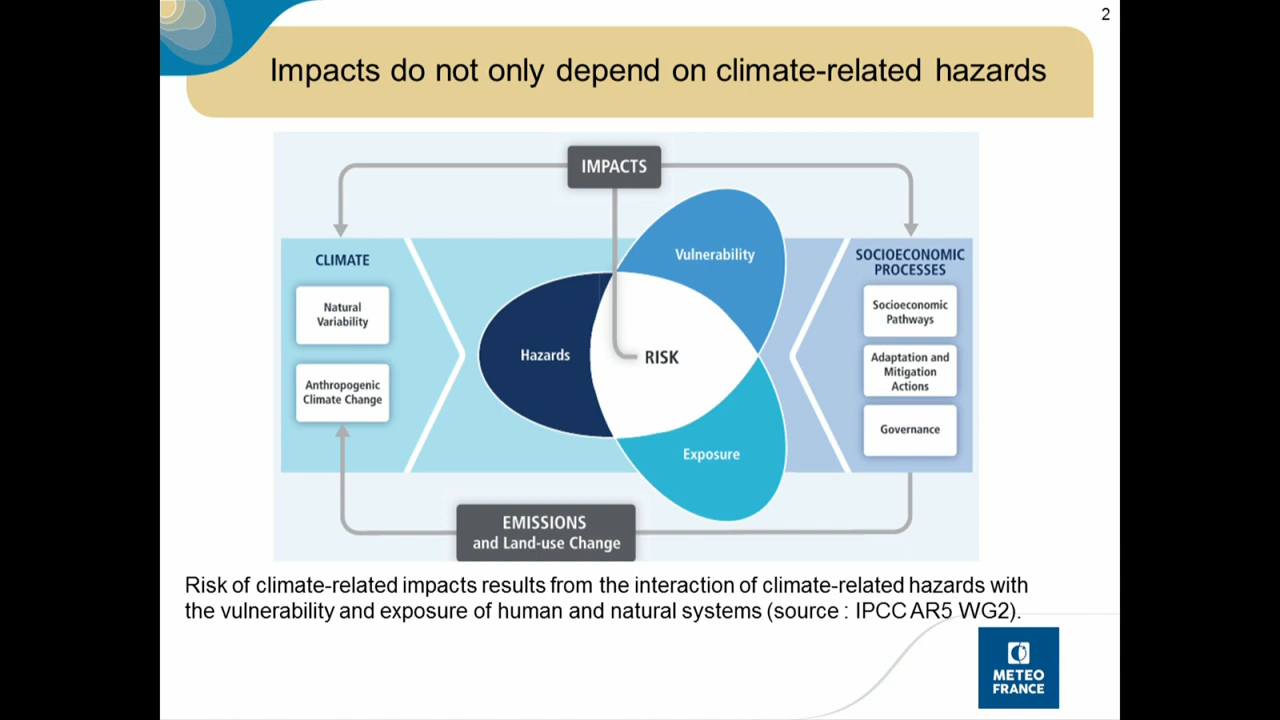 2
Impacts do not only depend on climate-related hazards
IMPACTS
CLIMATE
Natural
Variability
Anthropogenic
Climate Change
Vulnerability
Hazards
RISK
Exposure
SOCIOECONOMIC
PROCESSES
Socioeconomic
Pathways
Adaptation and
Mitigation
Actions
Governance
EMISSIONS
and Land-use Change
Risk of climate-related impacts results from the interaction of climate-related hazards with
the vulnerability and exposure of human and natural systems (source : IPCC AR5 WG2).
METEO
FRANCE